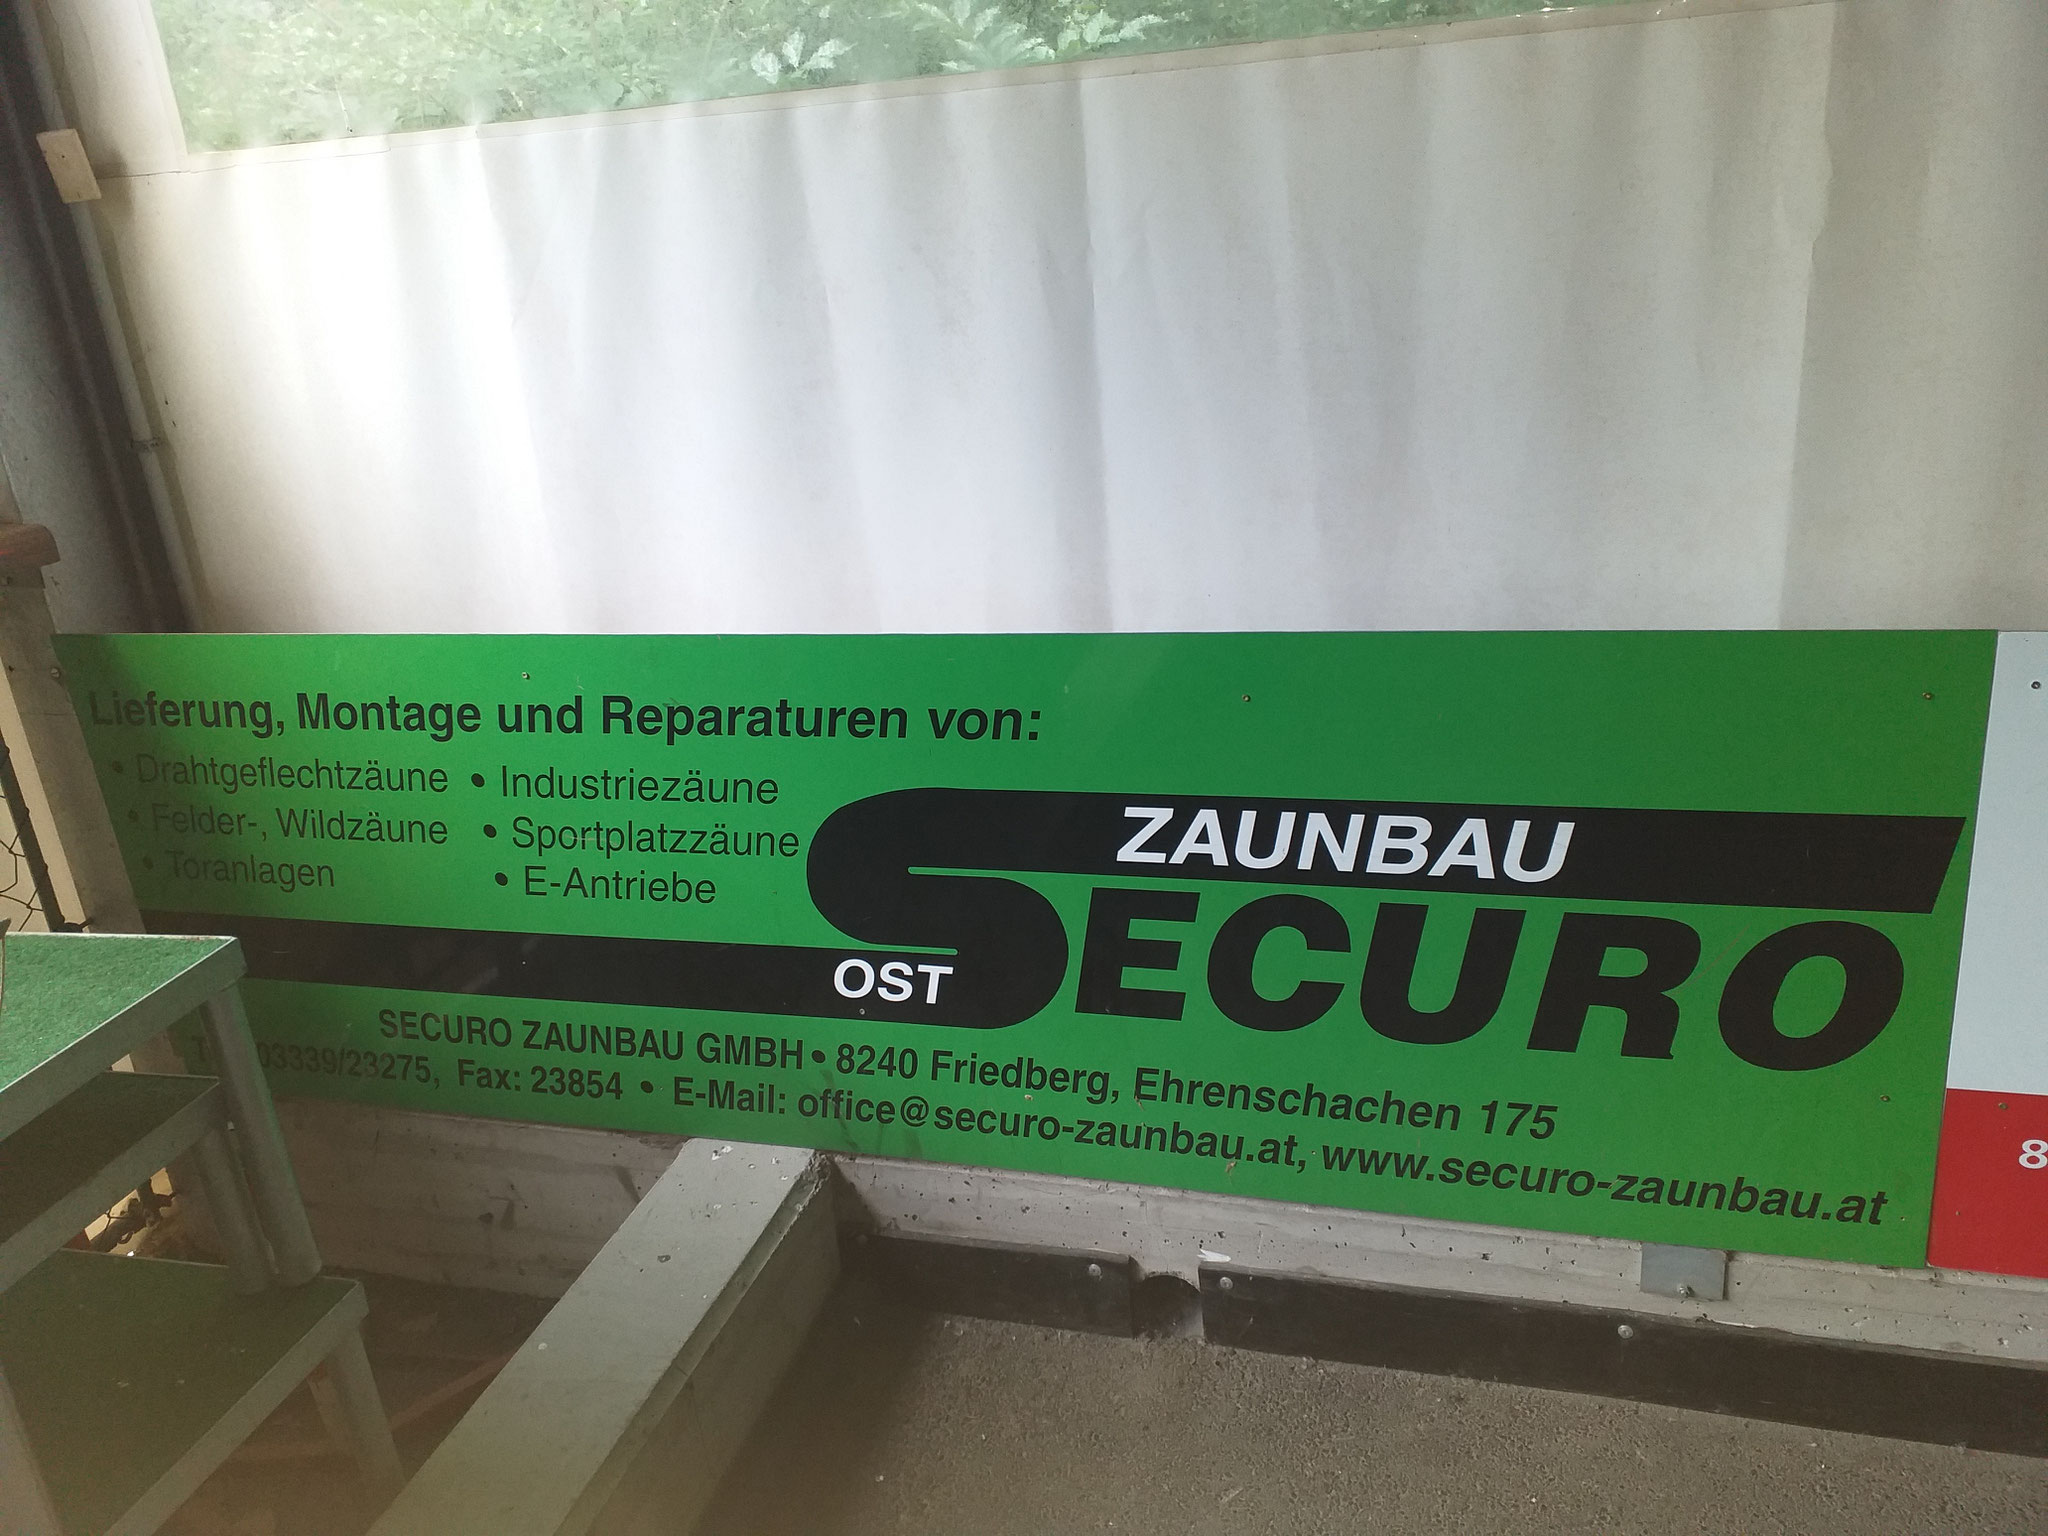 Lieferung, Montage und Reparaturen von:
• Drahtgeflechtzäune • Industriezäune
• Felder-, Wildzäune • Sportplatzzäune
• Toranlagen • E-Antriebe
ZAUNBAU
SECURO
OST
SECURO ZAUNBAU GMBH • 8240 Friedberg, Ehrenschachen 175
03339/23275, Fax: 23854 • E-Mail: office@securo-zaunbau.at, www.securo-zaunbau.at
8